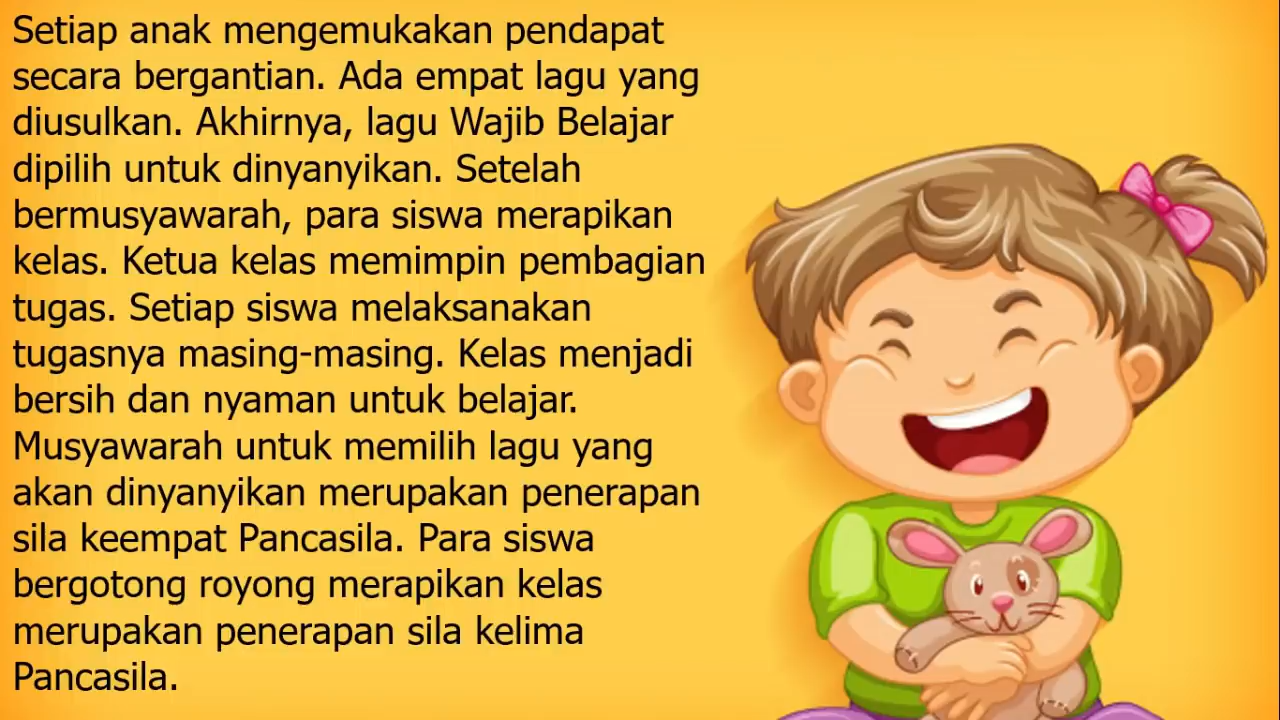 Setiap anak mengemukakan pendapat
secara bergantian. Ada empat lagu yang
diusulkan. Akhirnya, lagu Wajib Belajar
dipilih untuk dinyanyikan. Setelah
bermusyawarah, para siswa merapikan
kelas. Ketua kelas memimpin pembagian
tugas. Setiap siswa melaksanakan
tugasnya masing-masing. Kelas menjadi
bersih dan nyaman untuk belajar.
Musyawarah untuk memilih lagu yang
akan dinyanyikan merupakan penerapan
sila keempat Pancasila. Para siswa
bergotong royong merapikan kelas
merupakan penerapan sila kelima
Pancasila.